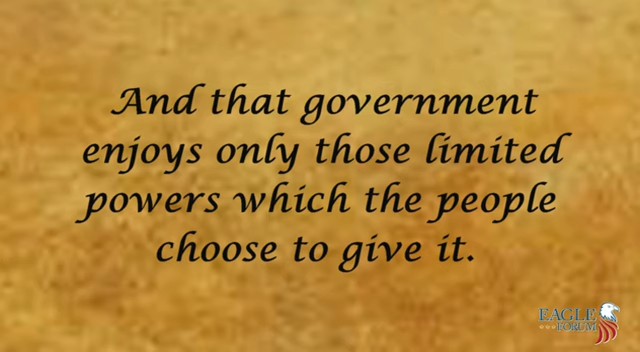 And that government
enjoys only those limited
powers which the people
choose to give it.
EAGLE
FORUM